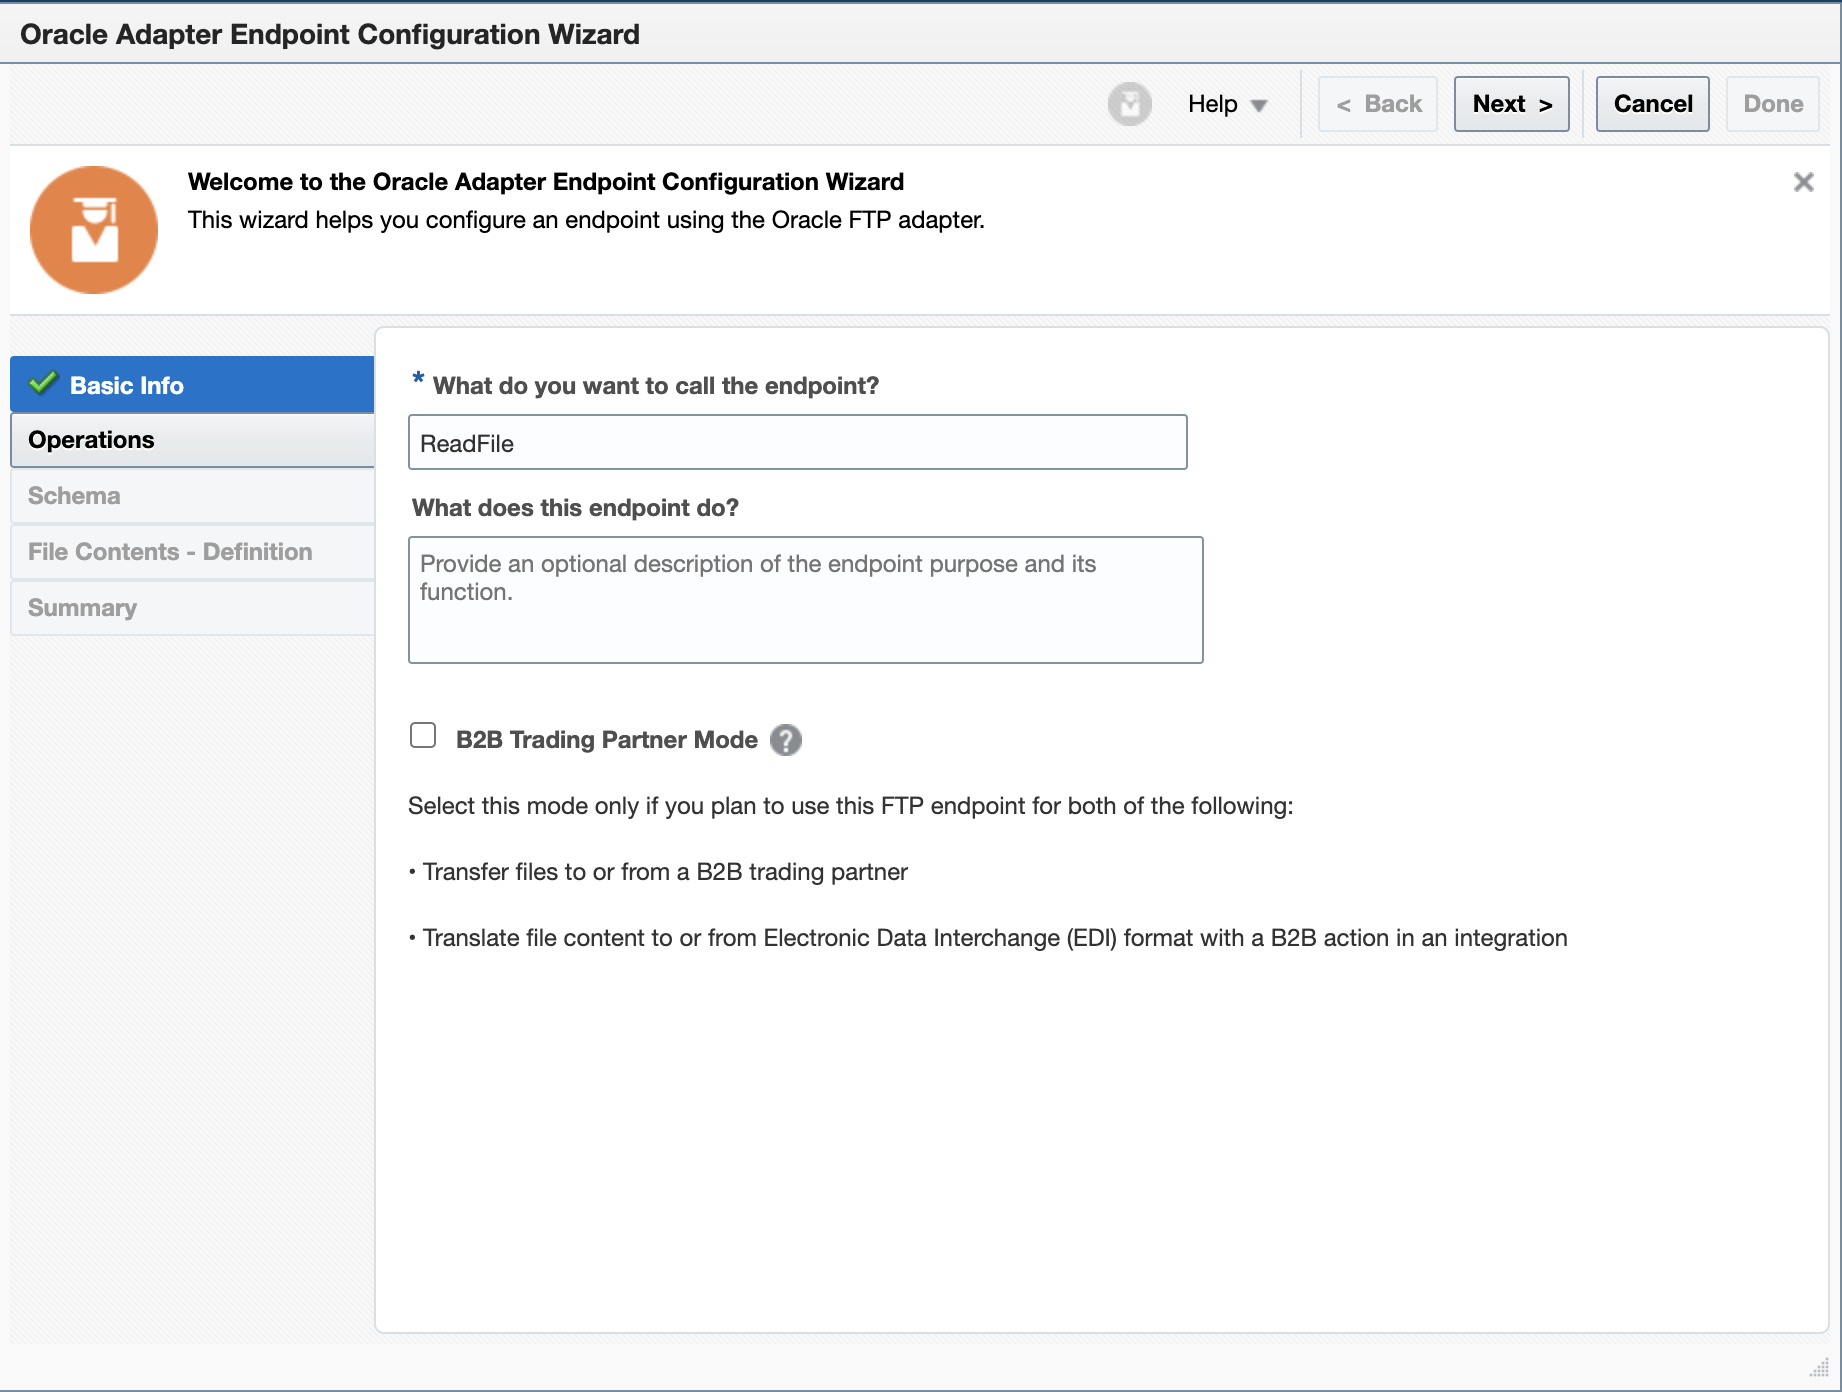 Oracle Adapter Endpoint Configuration Wizard
Help
< Back
Next >
Cancel
Done
Welcome to the Oracle Adapter Endpoint Configuration Wizard
This wizard helps you configure an endpoint using the Oracle FTP adapter.
Basic Info
Operations
Schema
File Contents - Definition
Summary
* What do you want to call the endpoint?
ReadFile
What does this endpoint do?
Provide an optional description of the endpoint purpose and its
function.
B2B Trading Partner Mode ?
Select this mode only if you plan to use this FTP endpoint for both of the following:
• Transfer files to or from a B2B trading partner
• Translate file content to or from Electronic Data Interchange (EDI) format with a B2B action in an integration